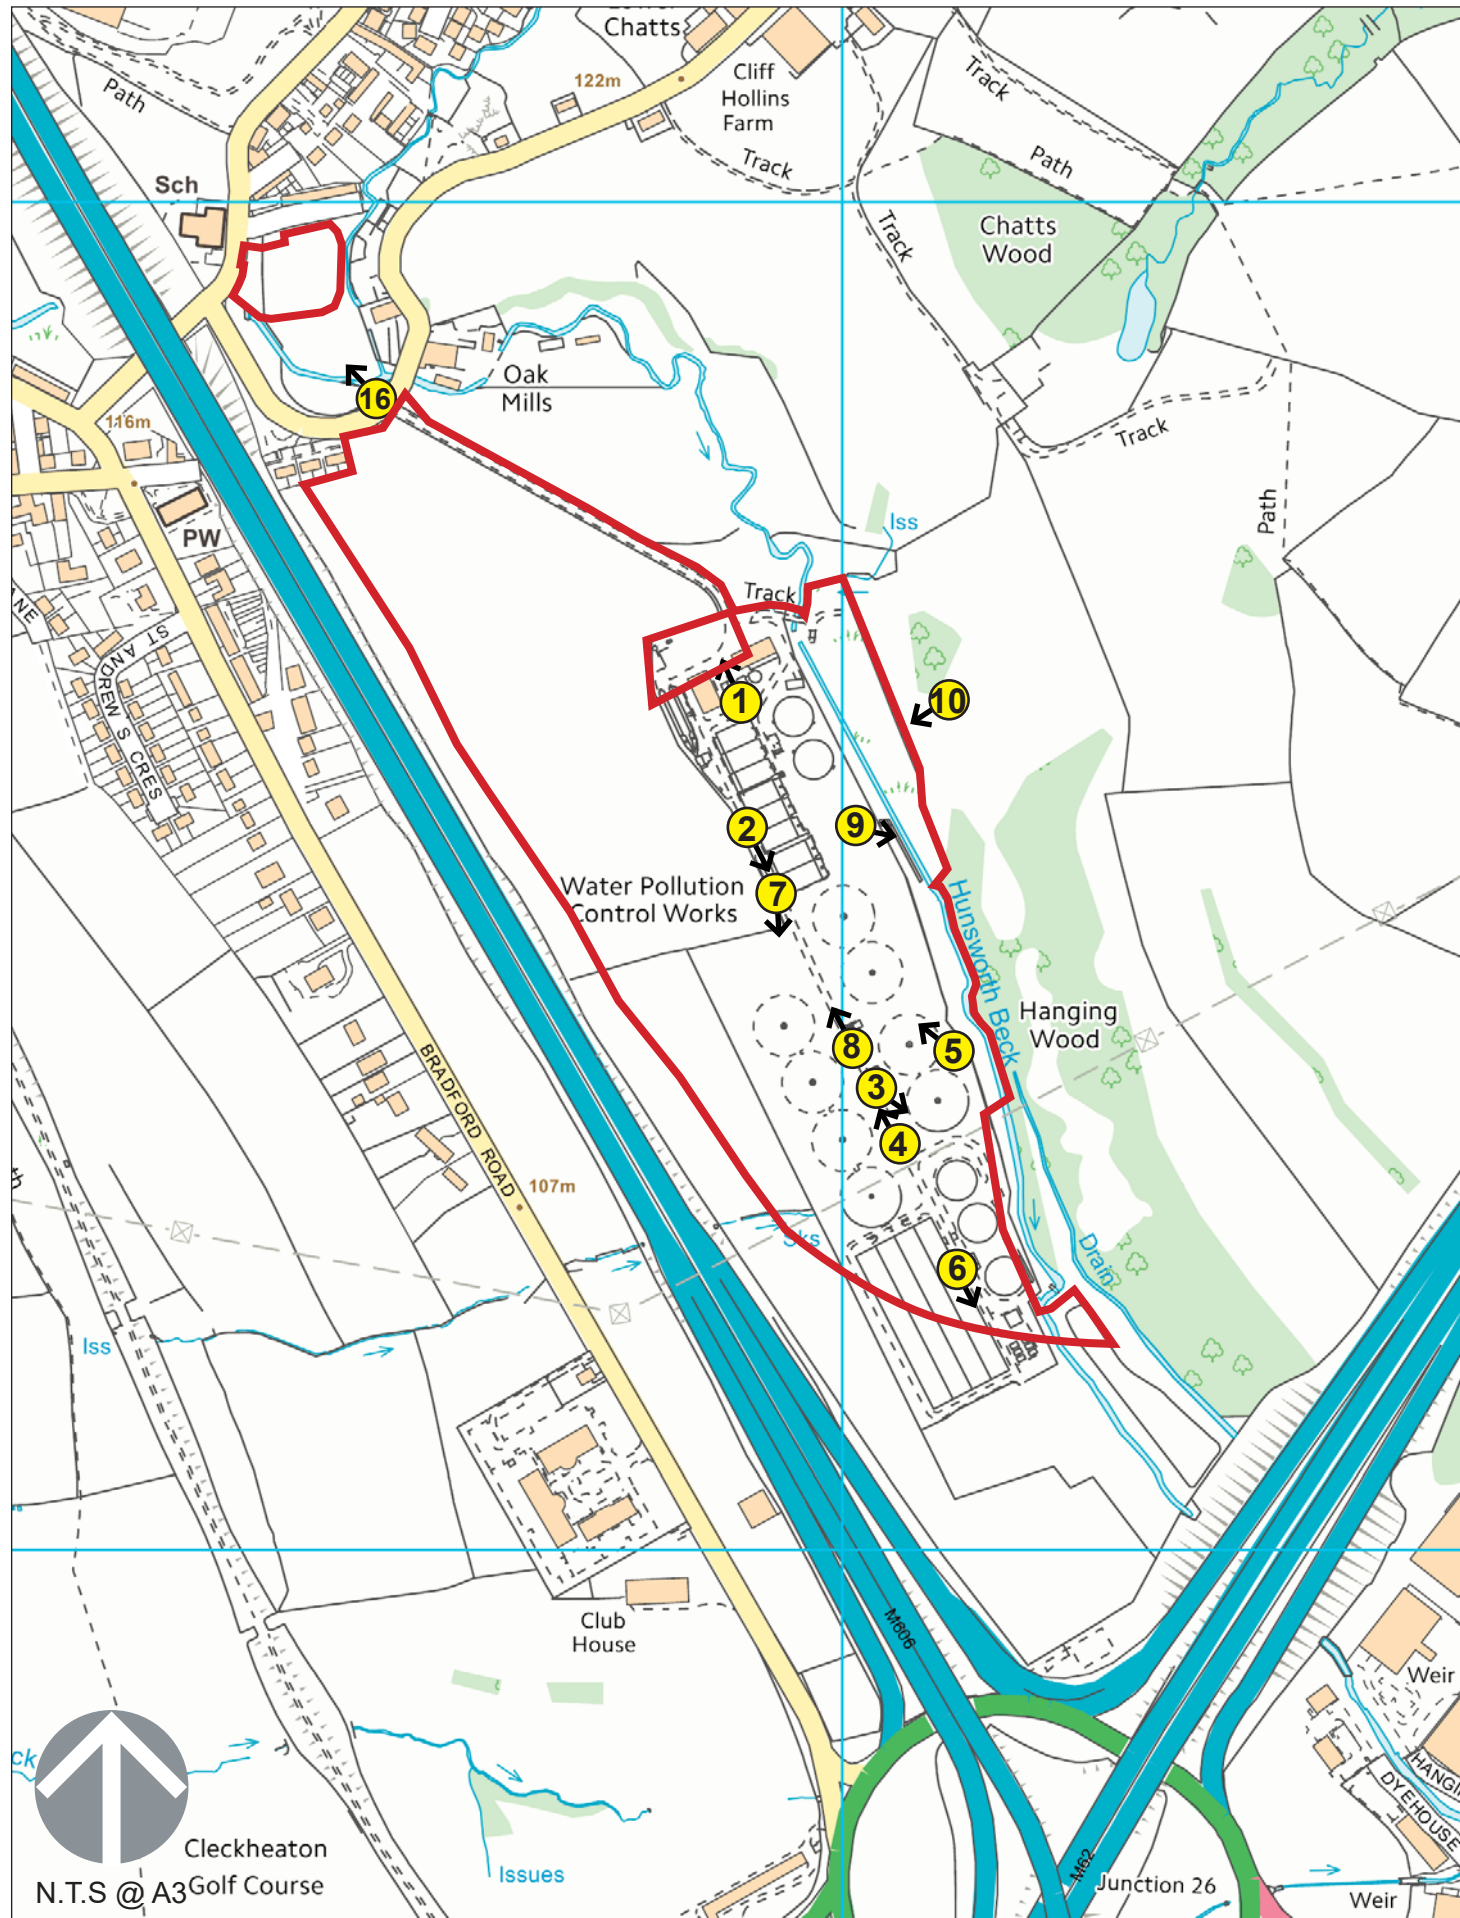 Chatts
Cliff
Hollins
Farm
122m
Path
Track
Track
Path
Sch
Track
Chatts
Wood
Oak
Mills
16
116m
Track
Path
PW
Iss
Track
ST ANDREW'S CRES
1
10
2
9
7
Water Pollution
Control Works
Hunsworth Beck
Hanging
Wood
8
5
3
4
BRADFORD ROAD
107m
Sks
6
Drain
Iss
Club
House
M606
Weir
DYEHOUSE
Cleckheaton
Golf Course
N.T.S @ A3
Issues
M62
Junction 26
Weir